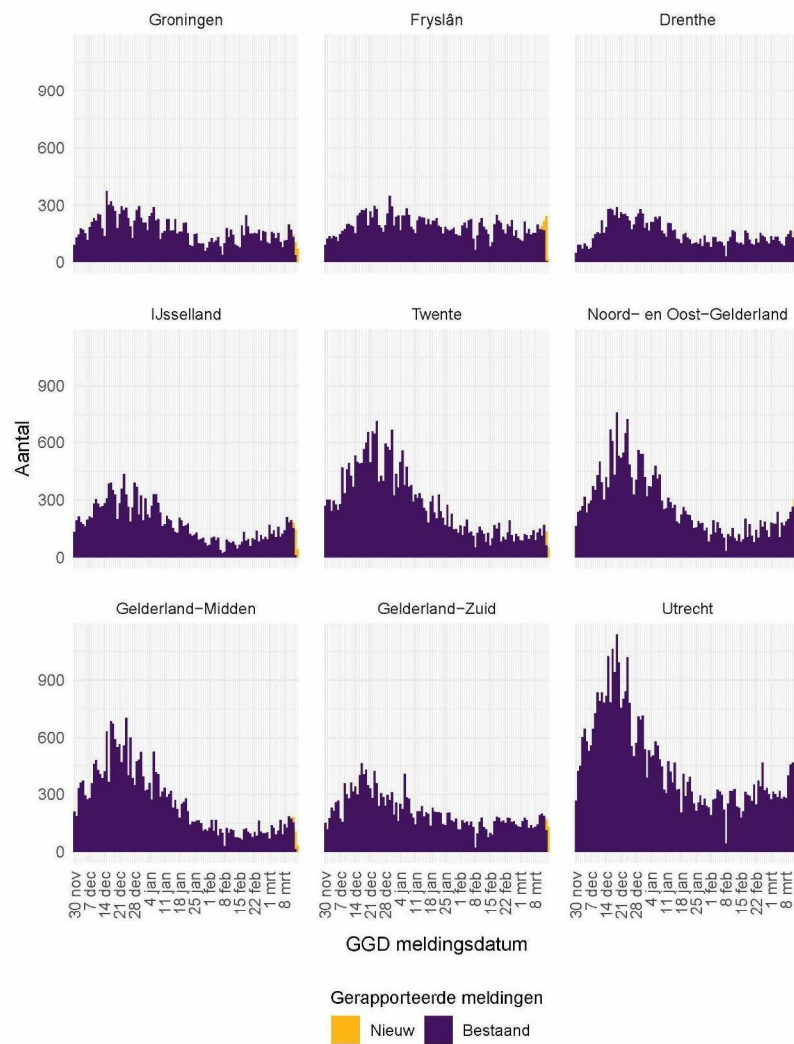 Groningen
Fryslân
Drenthe
900
600
300
0
IJsselland
Twente
Noord- en Oost-Gelderland
Aantal
900
600
300
0
Gelderland-Midden
Gelderland-Zuid
Utrecht
900
600
300
0
30 nov
7 dec
14 dec
21 dec
28 dec
4 jan
11 jan
18 jan
25 jan
1 feb
8 feb
15 feb
22 feb
1 mrt
8 mrt
30 nov
7 dec
14 dec
21 dec
28 dec
4 jan
11 jan
18 jan
25 jan
1 feb
8 feb
15 feb
22 feb
1 mrt
8 mrt
30 nov
7 dec
14 dec
21 dec
28 dec
4 jan
11 jan
18 jan
25 jan
1 feb
8 feb
15 feb
22 feb
1 mrt
8 mrt
GGD meldingsdatum
Gerapporteerde meldingen
Nieuw
Bestaand